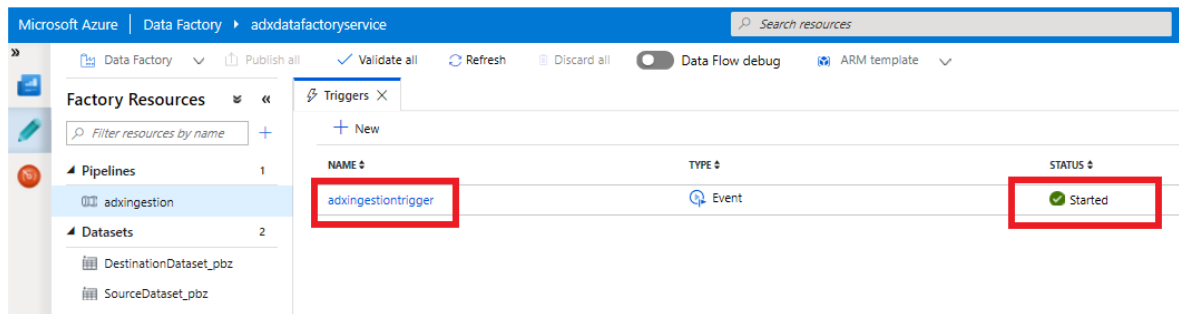 Microsoft Azure | Data Factory ▸ adxdatafactoryservice
Search resources
»
Data Factory
Publish all
Validate all
Refresh
Discard all
Data Flow debug
ARM template
Factory Resources
«
Filter resources by name
+
Pipelines 1
adxingestion
Datasets 2
DestinationDataset_pbz
SourceDataset_pbz
Triggers ×
+ New
NAME TYPE STATUS
adxingestiontrigger Event Started